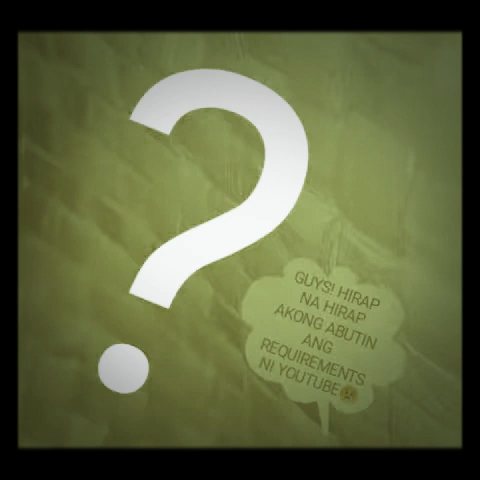 ?
GUYS! HIRAP
NA HIRAP
AKONG ABUTIN
ANG
REQUIREMENTS
NI YOUTUBE😢